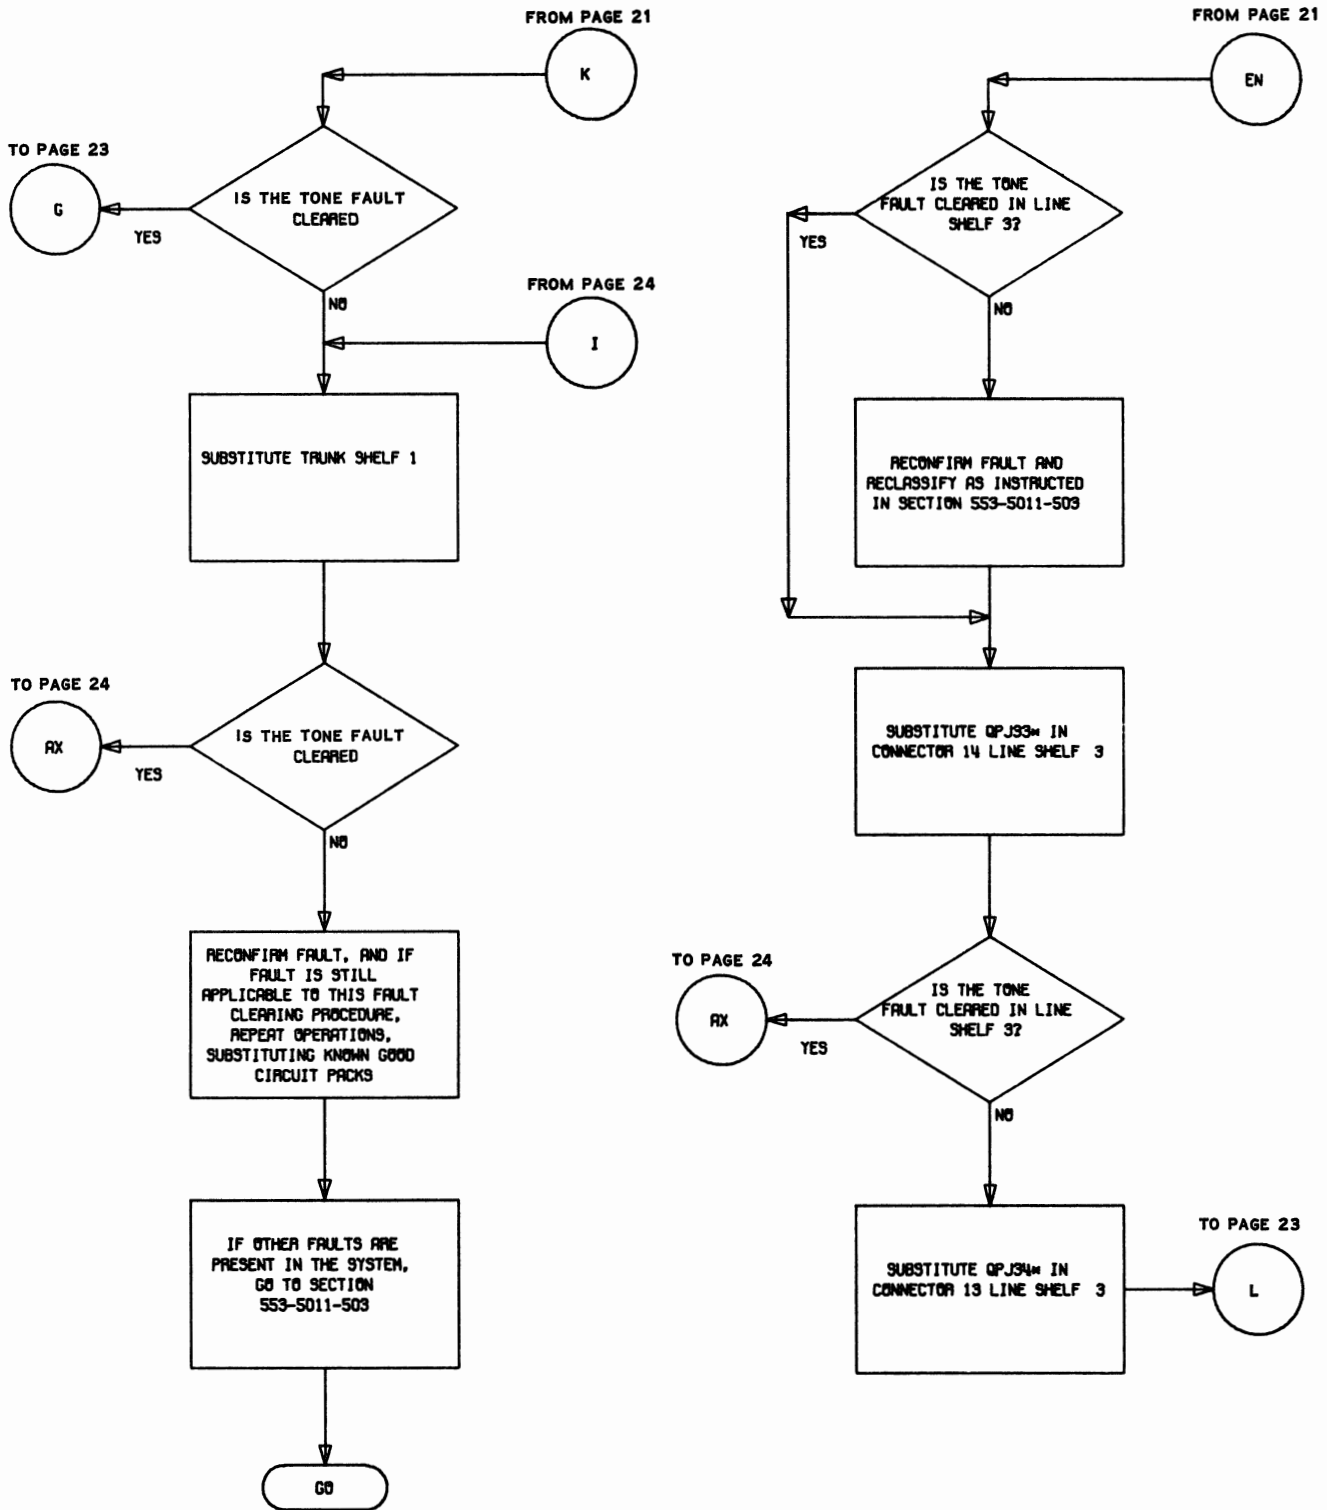 FROM PAGE 21
K
TO PAGE 23
G
YES
IS THE TONE FAULT
CLEARED
NO
FROM PAGE 24
I
SUBSTITUTE TRUNK SHELF 1
TO PAGE 24
AX
YES
IS THE TONE FAULT
CLEARED
NO
RECONFIRM FAULT, AND IF
FAULT IS STILL
APPLICABLE TO THIS FAULT
CLEARING PROCEDURE,
REPEAT OPERATIONS,
SUBSTITUTING KNOWN GOOD
CIRCUIT PACKS
IF OTHER FAULTS ARE
PRESENT IN THE SYSTEM,
GO TO SECTION
553-5011-503
GO
FROM PAGE 21
EN
IS THE TONE
FAULT CLEARED IN LINE
SHELF 3?
YES
NO
RECONFIRM FAULT AND
RECLASSIFY AS INSTRUCTED
IN SECTION 553-5011-503
SUBSTITUTE QPJ33* IN
CONNECTOR 14 LINE SHELF 3
TO PAGE 24
AX
YES
IS THE TONE
FAULT CLEARED IN LINE
SHELF 3?
NO
SUBSTITUTE QPJ34* IN
CONNECTOR 13 LINE SHELF 3
TO PAGE 23
L